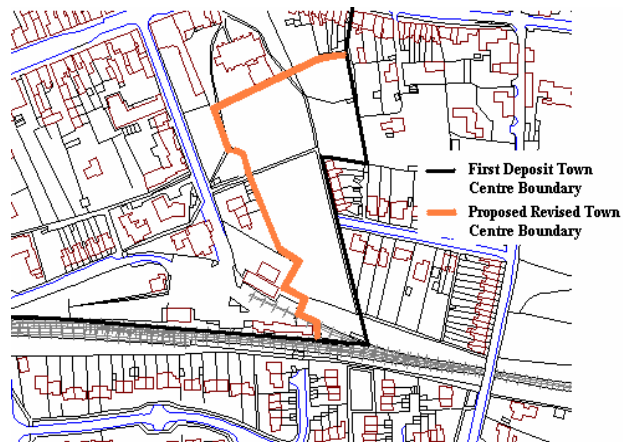 First Deposit Town
Centre Boundary
Proposed Revised Town
Centre Boundary